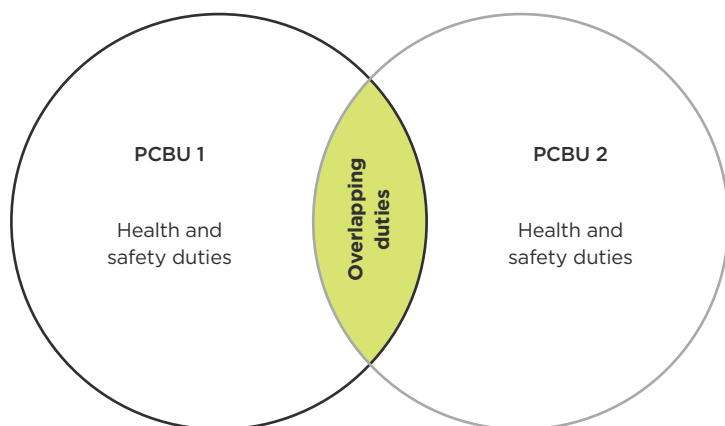 PCBU 1
Health and
safety duties
Overlapping
duties
PCBU 2
Health and
safety duties